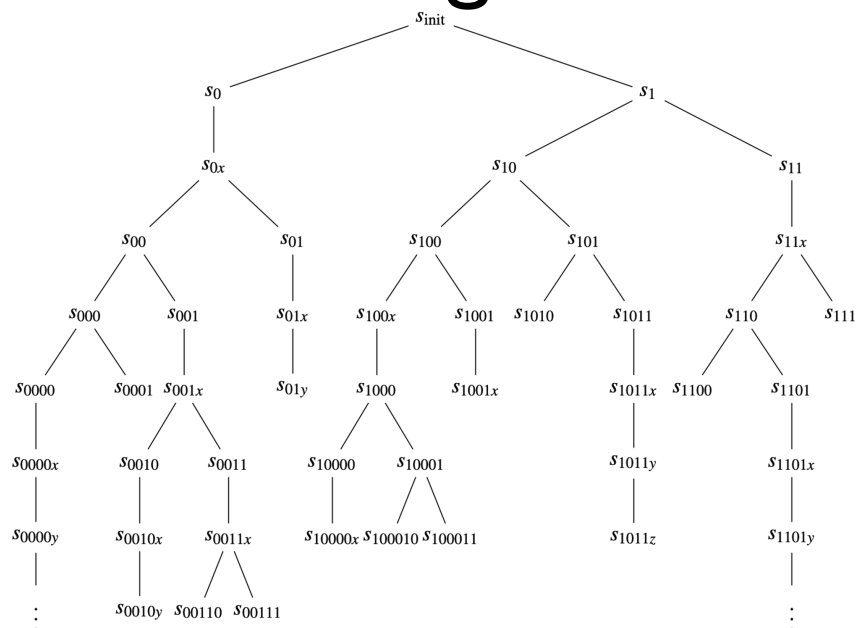 s_init
s_0 s_1
s_0x s_10 s_11
s_00 s_01 s_100 s_101 s_11x
s_000 s_001 s_01x s_100x s_1001 s_1010 s_1011 s_110 s_111
s_0000 s_0001 s_001x s_01y s_1000 s_1001x s_1011x s_1100 s_1101
s_0000x s_0010 s_0011 s_10000 s_10001 s_1011y s_1101x
s_0000y s_0010x s_0011x s_10000x s_100010 s_100011 s_1011z s_1101y
⋮ s_0010y s_00110 s_00111 ⋮